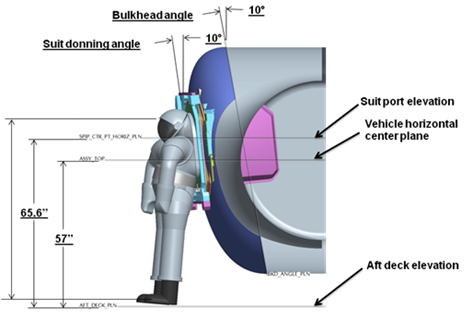 Bulkhead angle
10°
Suit donning angle
10°
Suit port elevation
SPIP_CTR_PT_HORIZ_PLN
Vehicle horizontal
center plane
ASSY_TOP
65.6”
57”
Aft deck elevation
AFT_DECK_PLN